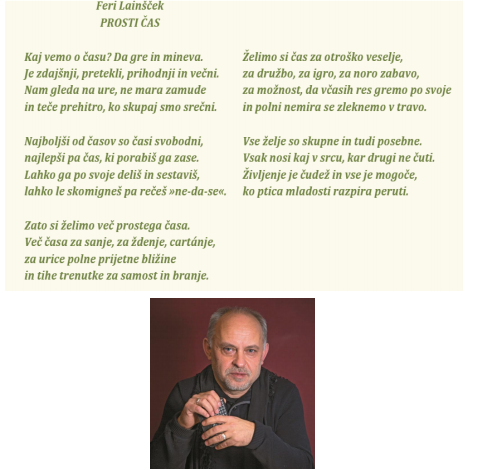 Feri Lainšček
PROSTI ČAS
Kaj vemo o času? Da gre in mineva.
Je zdajšnji, pretekli, prihodnji in večni.
Nam gleda na ure, ne mara zamude
in teče prehitro, ko skupaj smo srečni.
Najboljši od časov so časi svobodni,
najlepši pa čas, ki porabiš ga zase.
Lahko ga po svoje deliš in sestaviš,
lahko le skomigneš pa rečeš »ne-da-se«.
Zato si želimo več prostega časa.
Več časa za sanje, za ždenje, cartánje,
za urice polne prijetne bližine
in tihe trenutke za samost in branje.
Želimo si čas za otroško veselje,
za družbo, za igro, za noro zabavo,
za možnost, da včasih res gremo po svoje
in polni nemira se zleknemo v travo.
Vse želje so skupne in tudi posebne.
Vsak nosi kaj v srcu, kar drugi ne čuti.
Življenje je čudež in vse je mogoče,
ko ptica mladosti razpira peruti.